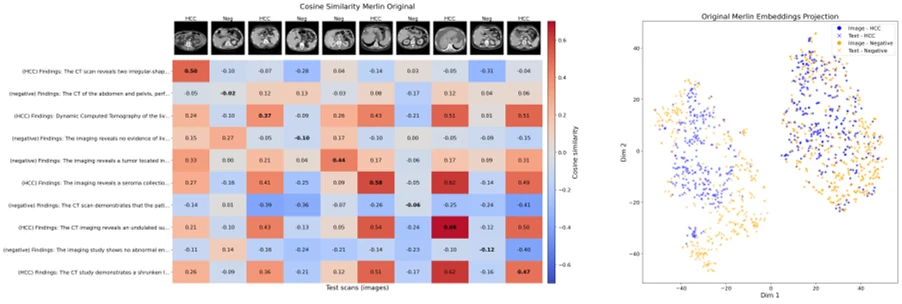 Cosine Similarity Merlin Original
HCC Neg HCC Neg Neg HCC Neg HCC Neg HCC
(HCC) Findings: The CT scan reveals two irregular-shap... 0.50 -0.10 -0.07 -0.28 0.04 -0.14 0.03 -0.05 -0.31 -0.04
(negative) Findings: The CT of the abdomen and pelvis, perf... -0.05 -0.02 0.12 0.13 -0.03 0.08 -0.17 0.12 0.04 0.06
(HCC) Findings: Dynamic Computed Tomography of the liv... 0.24 -0.10 0.37 -0.09 0.26 0.43 -0.21 0.51 0.01 0.51
(negative) Findings: The imaging reveals no evidence of liv... 0.15 0.27 -0.05 -0.10 0.17 -0.10 0.00 -0.05 -0.09 -0.15
(negative) Findings: The imaging reveals a tumor located in... 0.33 0.00 0.21 0.04 0.44 0.17 -0.06 0.17 0.09 0.31
(HCC) Findings: The imaging reveals a seroma collectio... 0.27 -0.16 0.41 -0.25 0.09 0.58 -0.05 0.62 -0.14 0.49
(negative) Findings: The CT scan demonstrates that the pati... -0.14 0.01 -0.39 -0.36 -0.07 -0.26 -0.06 -0.25 -0.24 -0.41
(HCC) Findings: The CT imaging reveals an undulated su... 0.21 -0.10 0.43 -0.13 0.05 0.54 -0.24 0.68 -0.12 0.50
(negative) Findings: The imaging study shows no abnormal en... -0.11 0.14 -0.16 -0.24 -0.21 -0.14 -0.23 -0.10 -0.12 -0.40
(HCC) Findings: The CT study demonstrates a shrunken l... 0.26 -0.09 0.36 -0.21 0.12 0.51 -0.17 0.62 -0.16 0.47
Test scans (images)
0.6
0.4
0.2
0.0
−0.2
−0.4
−0.6
Cosine similarity
Original Merlin Embeddings Projection
Image - HCC
Text - HCC
Image - Negative
Text - Negative
40
20
0
−20
−40
Dim 2
−40 −20 0 20 40
Dim 1